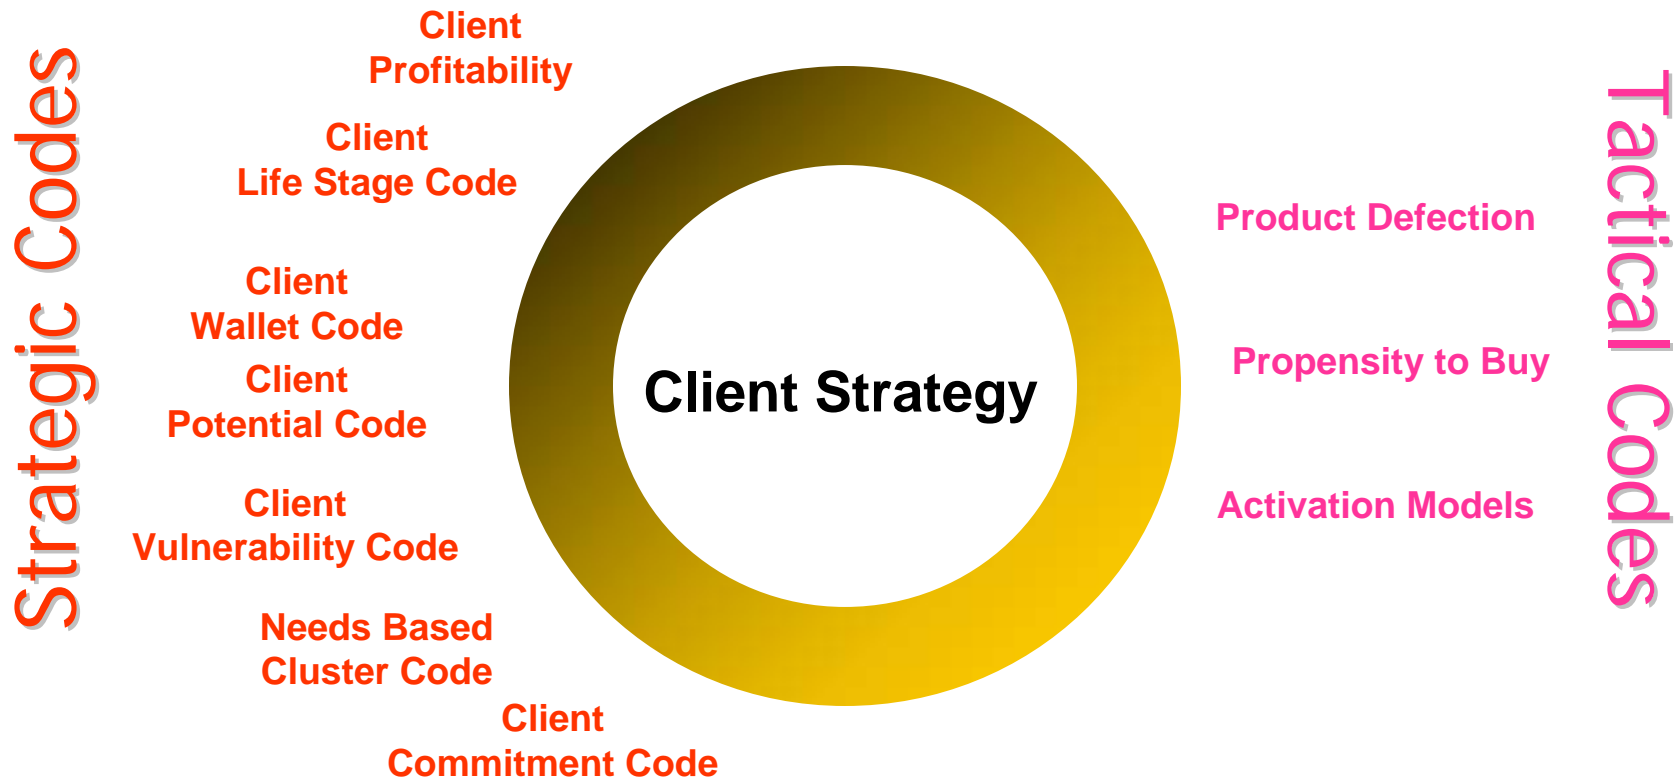 Strategic Codes
Client
Profitability
Client
Life Stage Code
Client
Wallet Code
Client
Potential Code
Client
Vulnerability Code
Needs Based
Cluster Code
Client
Commitment Code
Client Strategy
Product Defection
Propensity to Buy
Activation Models
Tactical Codes